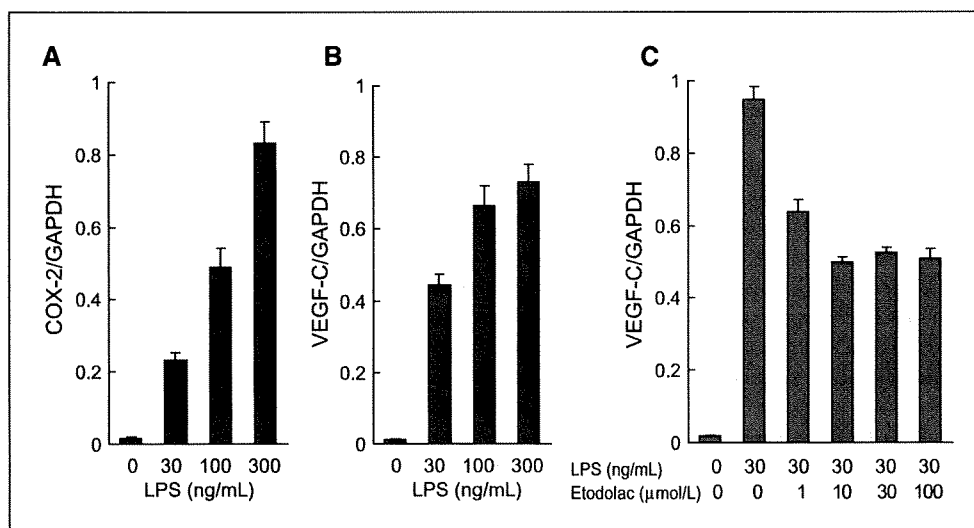 A
COX-2/GAPDH
1
0.8
0.6
0.4
0.2
0
0 30 100 300
LPS (ng/mL)
B
VEGF-C/GAPDH
1
0.8
0.6
0.4
0.2
0
0 30 100 300
LPS (ng/mL)
C
VEGF-C/GAPDH
1
0.8
0.6
0.4
0.2
0
LPS (ng/mL) 0 30 30 30 30 30
Etodolac (μmol/L) 0 0 1 10 30 100